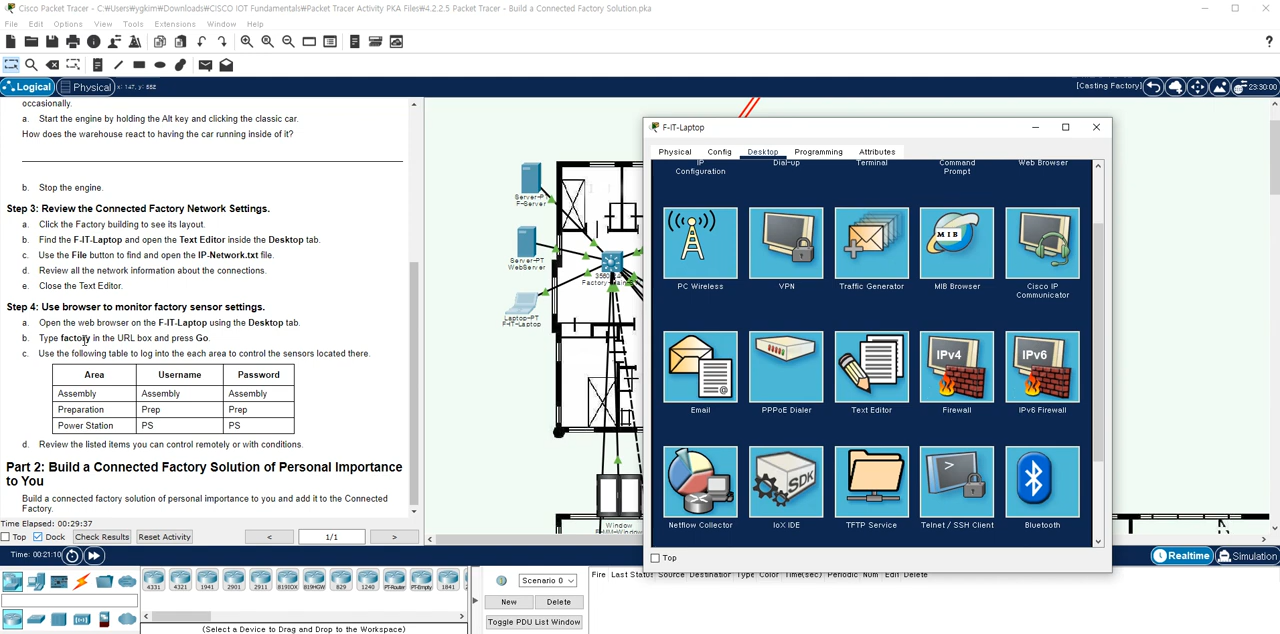 Cisco Packet Tracer - C:₩Users₩ygkim₩Downloads₩CISCO IOT Fundamentals₩Packet Tracer Activity PKA Files₩4.2.2.5 Packet Tracer - Build a Connected Factory Solution.pka
File Edit Options View Tools Extensions Window Help
Logical Physical x: 147, y: 552
[Casting Factory] 23:30:00
occasionally.
a. Start the engine by holding the Alt key and clicking the classic car.
How does the warehouse react to having the car running inside of it?
b. Stop the engine.
Step 3: Review the Connected Factory Network Settings.
a. Click the Factory building to see its layout.
b. Find the F-IT-Laptop and open the Text Editor inside the Desktop tab.
c. Use the File button to find and open the IP-Network.txt file.
d. Review all the network information about the connections.
e. Close the Text Editor.
Step 4: Use browser to monitor factory sensor settings.
a. Open the web browser on the F-IT-Laptop using the Desktop tab.
b. Type factory in the URL box and press Go.
c. Use the following table to log into the each area to control the sensors located there.
Area Username Password
Assembly Assembly Assembly
Preparation Prep Prep
Power Station PS PS
d. Review the listed items you can control remotely or with conditions.
Part 2: Build a Connected Factory Solution of Personal Importance
to You
Build a connected factory solution of personal importance to you and add it to the Connected
Factory.
Time Elapsed: 00:29:37
Top Dock Check Results Reset Activity < 1/1 >
Server-PT
F-Server
Server-PT
WebServer
Laptop-PT
F-IT-Laptop
Window
F-IT-Laptop
Physical Config Desktop Programming Attributes
IP
Configuration
Dial-up
Terminal
Command
Prompt
Web Browser
PC Wireless
VPN
Traffic Generator
MIB
MIB Browser
Cisco IP
Communicator
Email
PPPoE Dialer
Text Editor
IPv4
Firewall
IPv6
IPv6 Firewall
Netflow Collector
SDK
IoX IDE
TFTP Service
Telnet / SSH Client
Bluetooth
Top
Time: 00:21:10
Realtime Simulation
4331 4321 1941 2901 2911 819IOX 819HGW 829 1240 PT-Router PT-Empty 1841
(Select a Device to Drag and Drop to the Workspace)
Scenario 0
New Delete
Toggle PDU List Window
Fire Last Status Source Destination Type Color Time(sec) Periodic Num Edit Delete